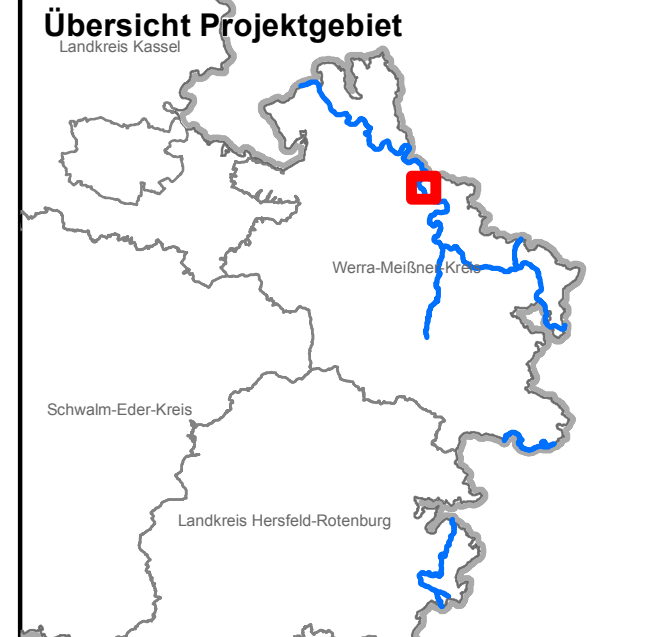 Übersicht Projektgebiet
Landkreis Kassel
Werra-Meißner-Kreis
Schwalm-Eder-Kreis
Landkreis Hersfeld-Rotenburg